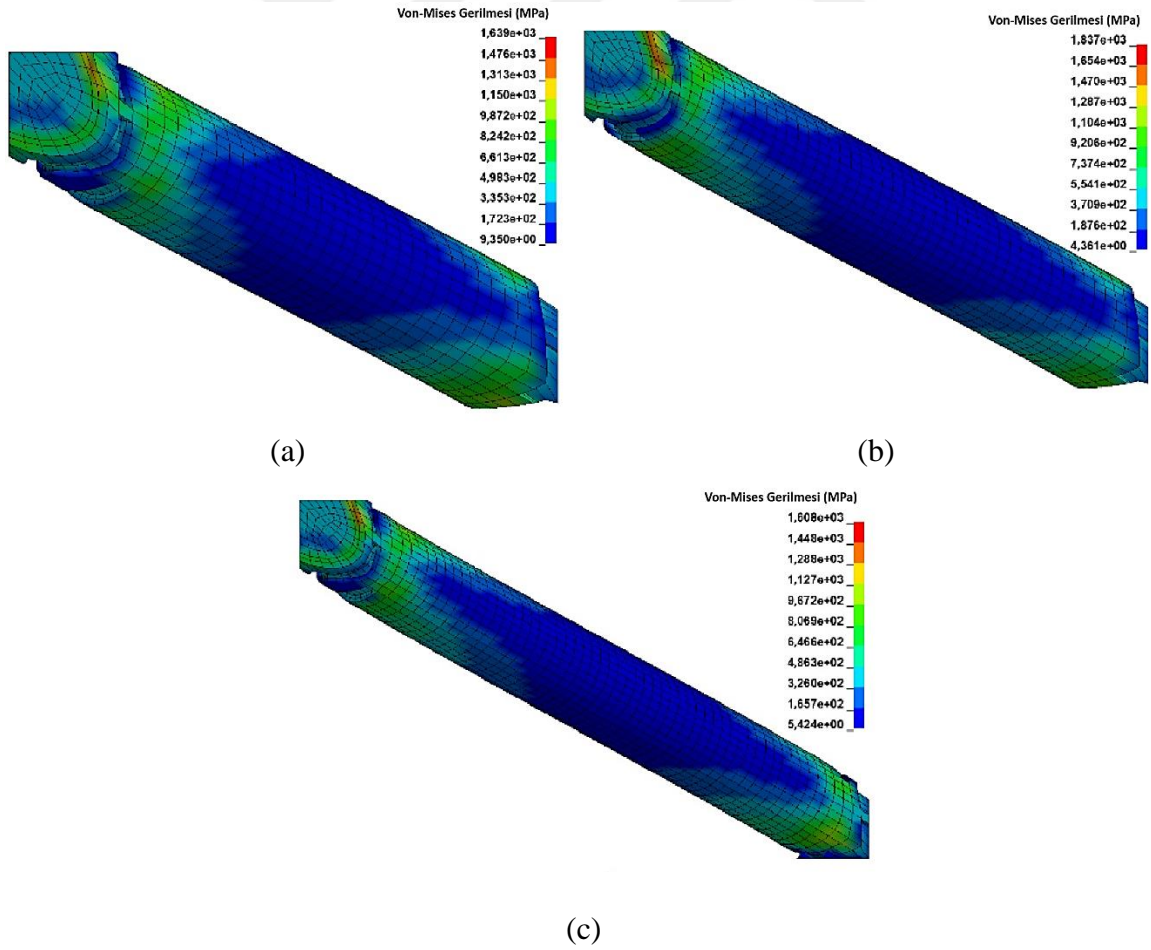 Von-Mises Gerilmesi (MPa)
1,639e+03
1,476e+03
1,313e+03
1,150e+03
9,872e+02
8,242e+02
6,613e+02
4,983e+02
3,353e+02
1,723e+02
9,350e+00
(a)
Von-Mises Gerilmesi (MPa)
1,837e+03
1,654e+03
1,470e+03
1,287e+03
1,104e+03
9,206e+02
7,374e+02
5,541e+02
3,709e+02
1,876e+02
4,361e+00
(b)
Von-Mises Gerilmesi (MPa)
1,608e+03
1,448e+03
1,288e+03
1,127e+03
9,672e+02
8,069e+02
6,466e+02
4,863e+02
3,260e+02
1,657e+02
5,424e+00
(c)